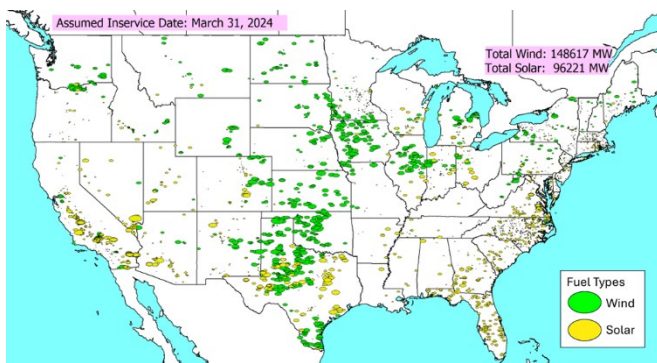 Assumed Inservice Date: March 31, 2024
Total Wind: 148617 MW
Total Solar: 96221 MW
Fuel Types
Wind
Solar